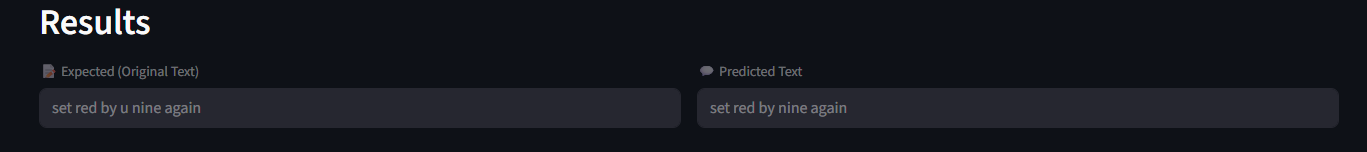 Results
Expected (Original Text)
Predicted Text
set red by u nine again
set red by nine again